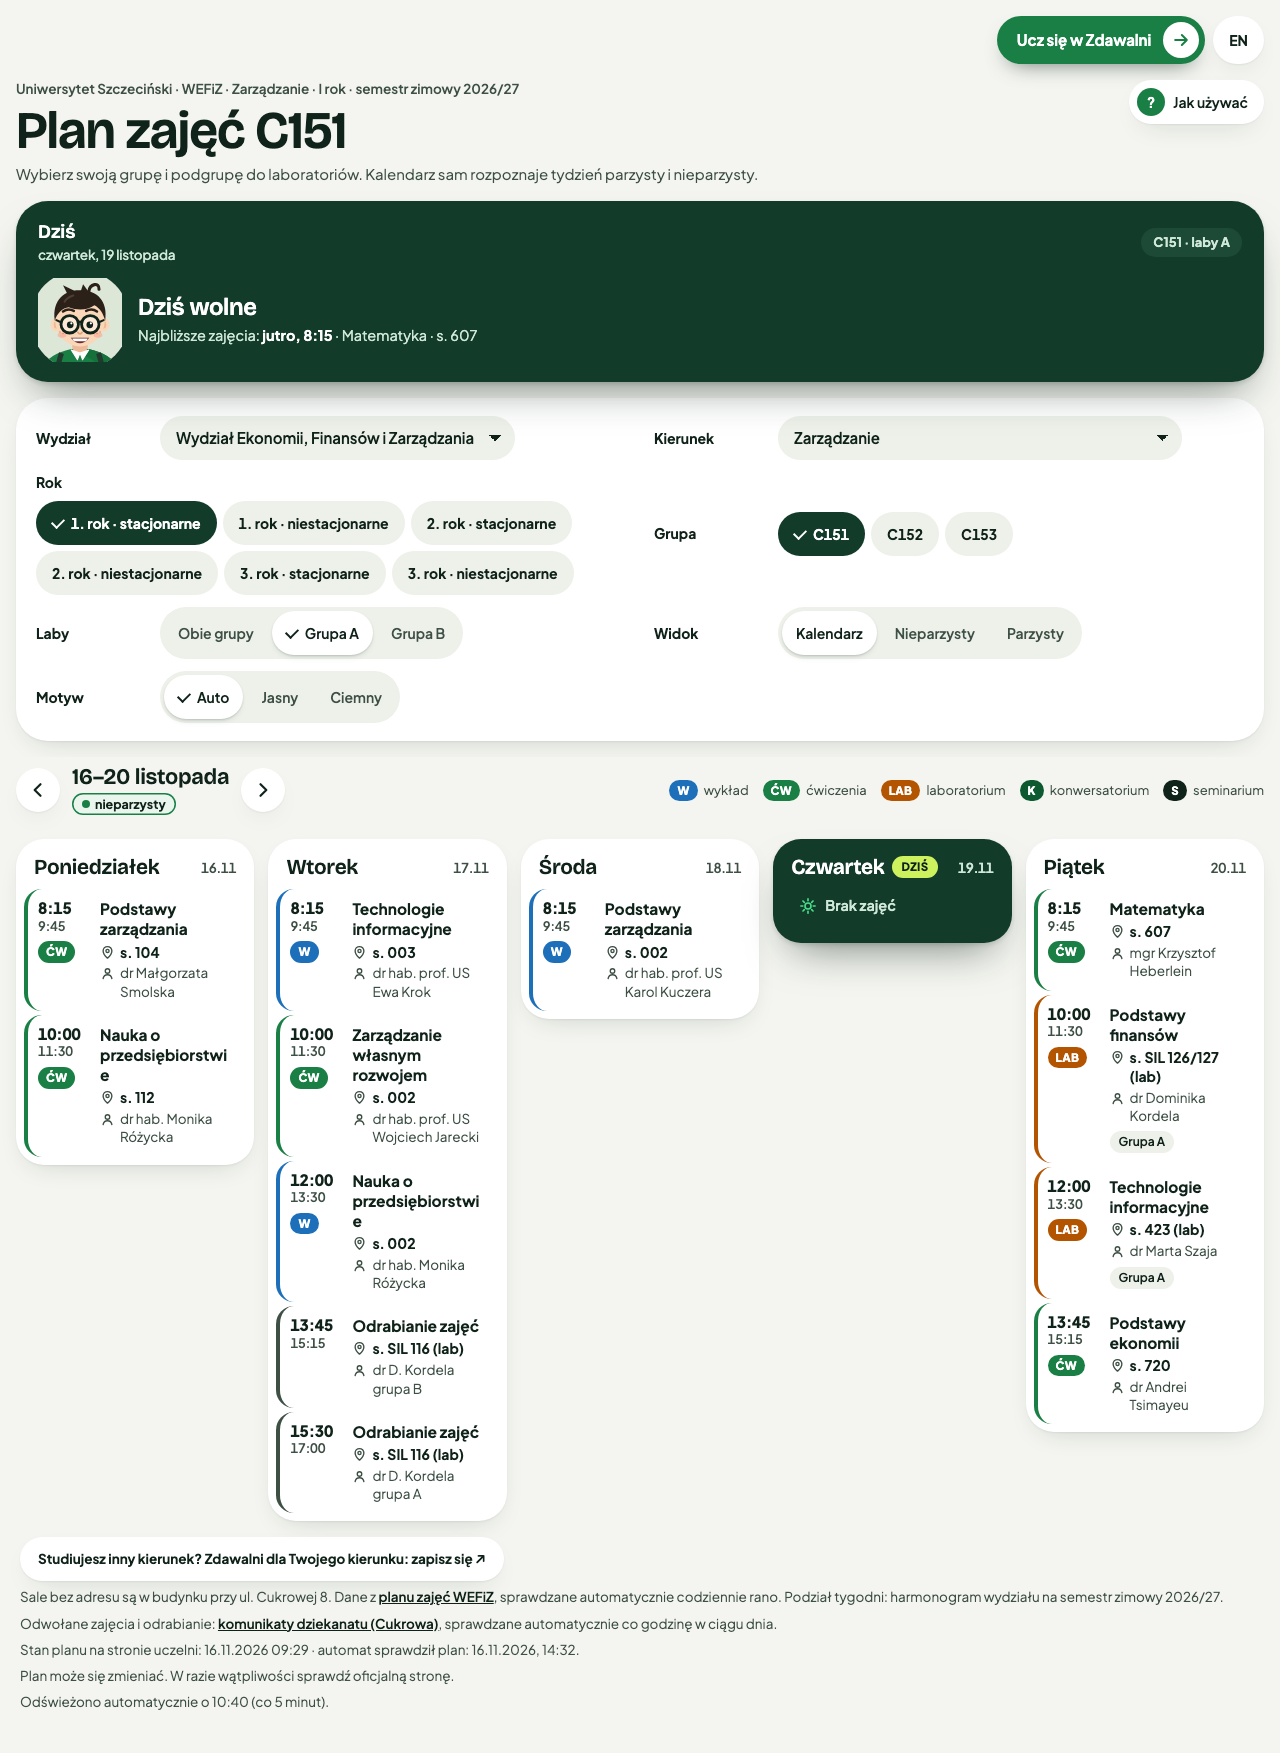 Ucz się w Zdawalni
EN
Uniwersytet Szczeciński · WEFiZ · Zarządzanie · I rok · semestr zimowy 2026/27
? Jak używać
Plan zajęć C151
Wybierz swoją grupę i podgrupę do laboratoriów. Kalendarz sam rozpoznaje tydzień parzysty i nieparzysty.
Dziś
czwartek, 19 listopada
C151 · laby A
Dziś wolne
Najbliższe zajęcia: jutro, 8:15 · Matematyka · s. 607
Wydział
Wydział Ekonomii, Finansów i Zarządzania
Kierunek
Zarządzanie
Rok
1. rok · stacjonarne
1. rok · niestacjonarne
2. rok · stacjonarne
2. rok · niestacjonarne
3. rok · stacjonarne
3. rok · niestacjonarne
Grupa
C151
C152
C153
Laby
Obie grupy
Grupa A
Grupa B
Widok
Kalendarz
Nieparzysty
Parzysty
Motyw
Auto
Jasny
Ciemny
16–20 listopada
nieparzysty
W wykład
ĆW ćwiczenia
LAB laboratorium
K konwersatorium
S seminarium
Poniedziałek 16.11
8:15
9:45
ĆW
Podstawy
zarządzania
s. 104
dr Małgorzata
Smolska
10:00
11:30
ĆW
Nauka o
przedsiębiorstwi
e
s. 112
dr hab. Monika
Różycka
Wtorek 17.11
8:15
9:45
W
Technologie
informacyjne
s. 003
dr hab. prof. US
Ewa Krok
10:00
11:30
ĆW
Zarządzanie
własnym
rozwojem
s. 002
dr hab. prof. US
Wojciech Jarecki
12:00
13:30
W
Nauka o
przedsiębiorstwi
e
s. 002
dr hab. Monika
Różycka
13:45
15:15
Odrabianie zajęć
s. SIL 116 (lab)
dr D. Kordela
grupa B
15:30
17:00
Odrabianie zajęć
s. SIL 116 (lab)
dr D. Kordela
grupa A
Środa 18.11
8:15
9:45
W
Podstawy
zarządzania
s. 002
dr hab. prof. US
Karol Kuczera
Czwartek DZIŚ 19.11
Brak zajęć
Piątek 20.11
8:15
9:45
ĆW
Matematyka
s. 607
mgr Krzysztof
Heberlein
10:00
11:30
LAB
Podstawy
finansów
s. SIL 126/127
(lab)
dr Dominika
Kordela
Grupa A
12:00
13:30
LAB
Technologie
informacyjne
s. 423 (lab)
dr Marta Szaja
Grupa A
13:45
15:15
ĆW
Podstawy
ekonomii
s. 720
dr Andrei
Tsimayeu
Studiujesz inny kierunek? Zdawalni dla Twojego kierunku: zapisz się ↗
Sale bez adresu są w budynku przy ul. Cukrowej 8. Dane z planu zajęć WEFiZ, sprawdzane automatycznie codziennie rano. Podział tygodni: harmonogram wydziału na semestr zimowy 2026/27.
Odwołane zajęcia i odrabianie: komunikaty dziekanatu (Cukrowa), sprawdzane automatycznie co godzinę w ciągu dnia.
Stan planu na stronie uczelni: 16.11.2026 09:29 · automat sprawdził plan: 16.11.2026, 14:32.
Plan może się zmieniać. W razie wątpliwości sprawdź oficjalną stronę.
Odświeżono automatycznie o 10:40 (co 5 minut).